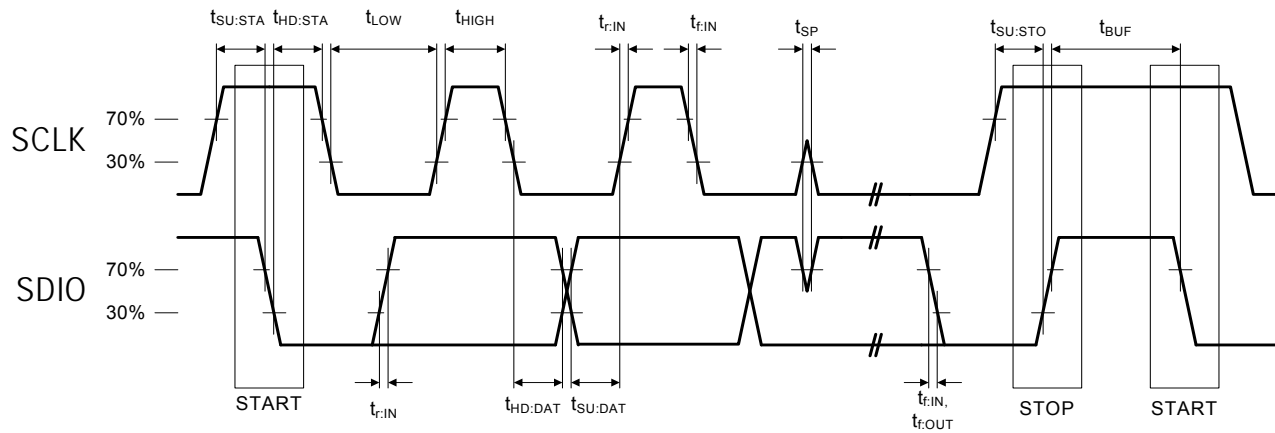 tSU:STA tHD:STA tLOW tHIGH tr:IN tf:IN tSP tSU:STO tBUF
SCLK
70%
30%
SDIO
70%
30%
START
tr:IN
tHD:DAT tSU:DAT
tf:IN,
tf:OUT
STOP
START